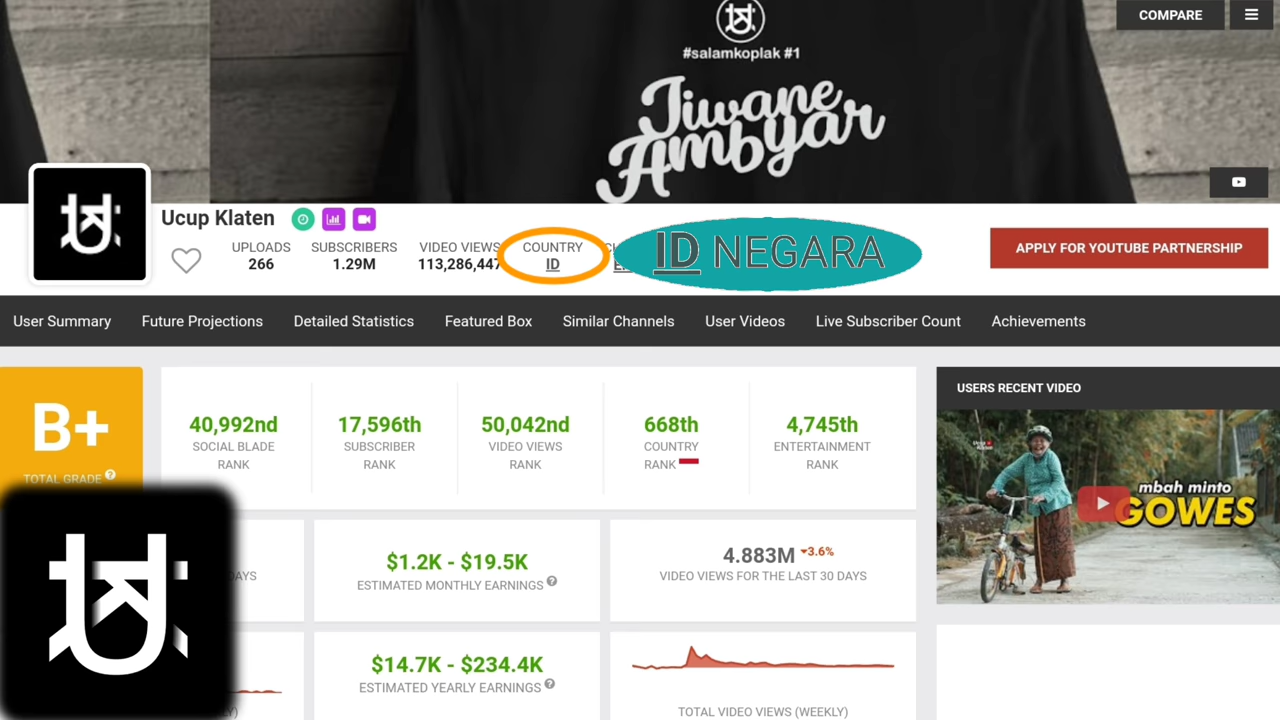 COMPARE
#salamkoplak #1
Jiwane
Ambyar
Ucup Klaten
UPLOADS
266
SUBSCRIBERS
1.29M
VIDEO VIEWS
113,286,447
COUNTRY
ID
ID NEGARA
APPLY FOR YOUTUBE PARTNERSHIP
User Summary
Future Projections
Detailed Statistics
Featured Box
Similar Channels
User Videos
Live Subscriber Count
Achievements
B+
TOTAL GRADE
40,992nd
SOCIAL BLADE
RANK
17,596th
SUBSCRIBER
RANK
50,042nd
VIDEO VIEWS
RANK
668th
COUNTRY
RANK
4,745th
ENTERTAINMENT
RANK
USERS RECENT VIDEO
mbah minto
GOWES
$1.2K - $19.5K
ESTIMATED MONTHLY EARNINGS
4.883M 3.6%
VIDEO VIEWS FOR THE LAST 30 DAYS
$14.7K - $234.4K
ESTIMATED YEARLY EARNINGS
TOTAL VIDEO VIEWS (WEEKLY)